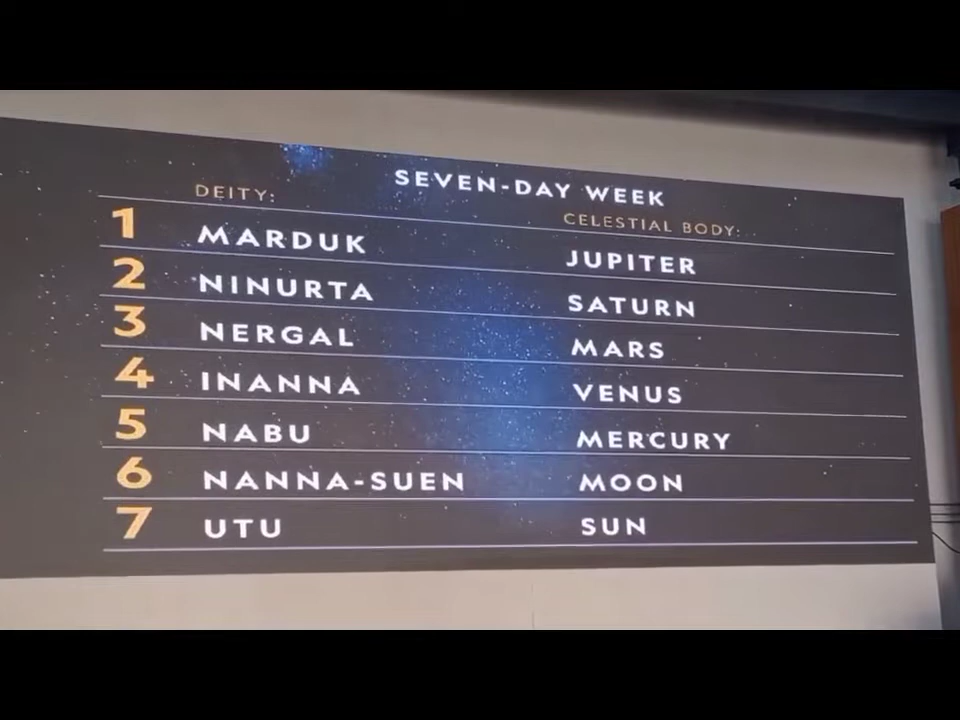 SEVEN-DAY WEEK
DEITY: CELESTIAL BODY:
1 MARDUK JUPITER
2 NINURTA SATURN
3 NERGAL MARS
4 INANNA VENUS
5 NABU MERCURY
6 NANNA-SUEN MOON
7 UTU SUN